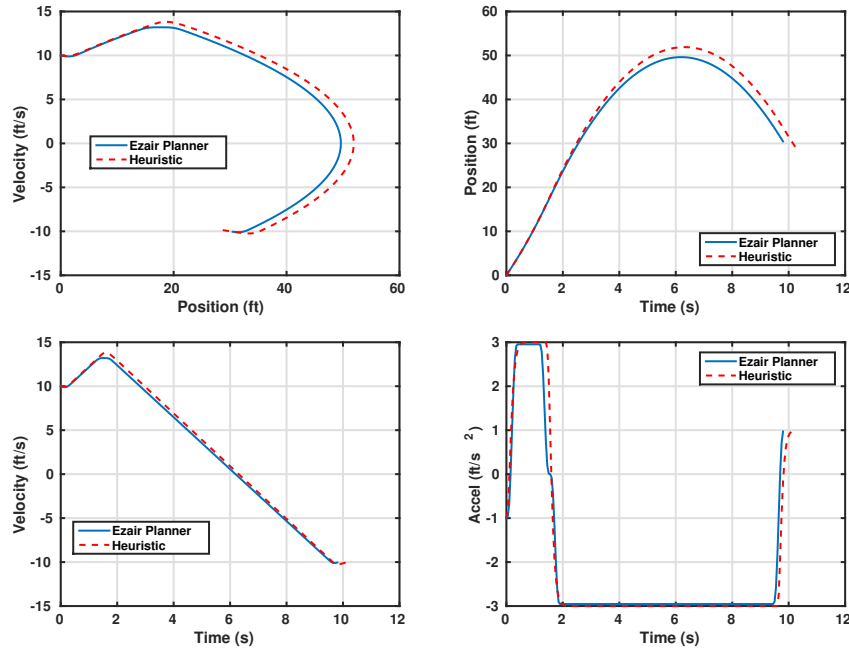 15
10
5
0
-5
-10
-15
0 20 40 60
Velocity (ft/s)
Position (ft)
Ezair Planner
Heuristic
60
50
40
30
20
10
0
0 2 4 6 8 10 12
Position (ft)
Time (s)
Ezair Planner
Heuristic
15
10
5
0
-5
-10
-15
0 2 4 6 8 10 12
Velocity (ft/s)
Time (s)
Ezair Planner
Heuristic
3
2
1
0
-1
-2
-3
0 2 4 6 8 10 12
Accel (ft/s 2)
Time (s)
Ezair Planner
Heuristic